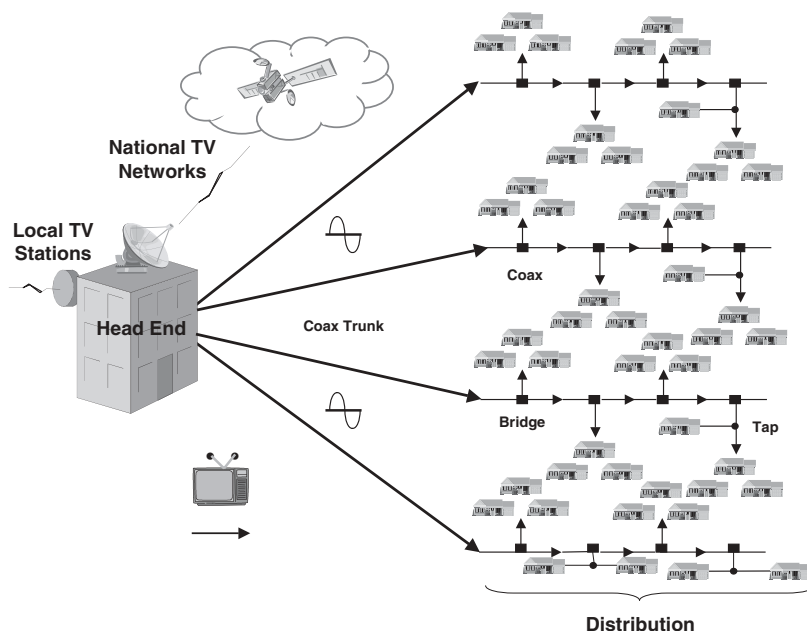 National TV
Networks
Local TV
Stations
Head End
Coax
Coax Trunk
Bridge
Tap
Distribution